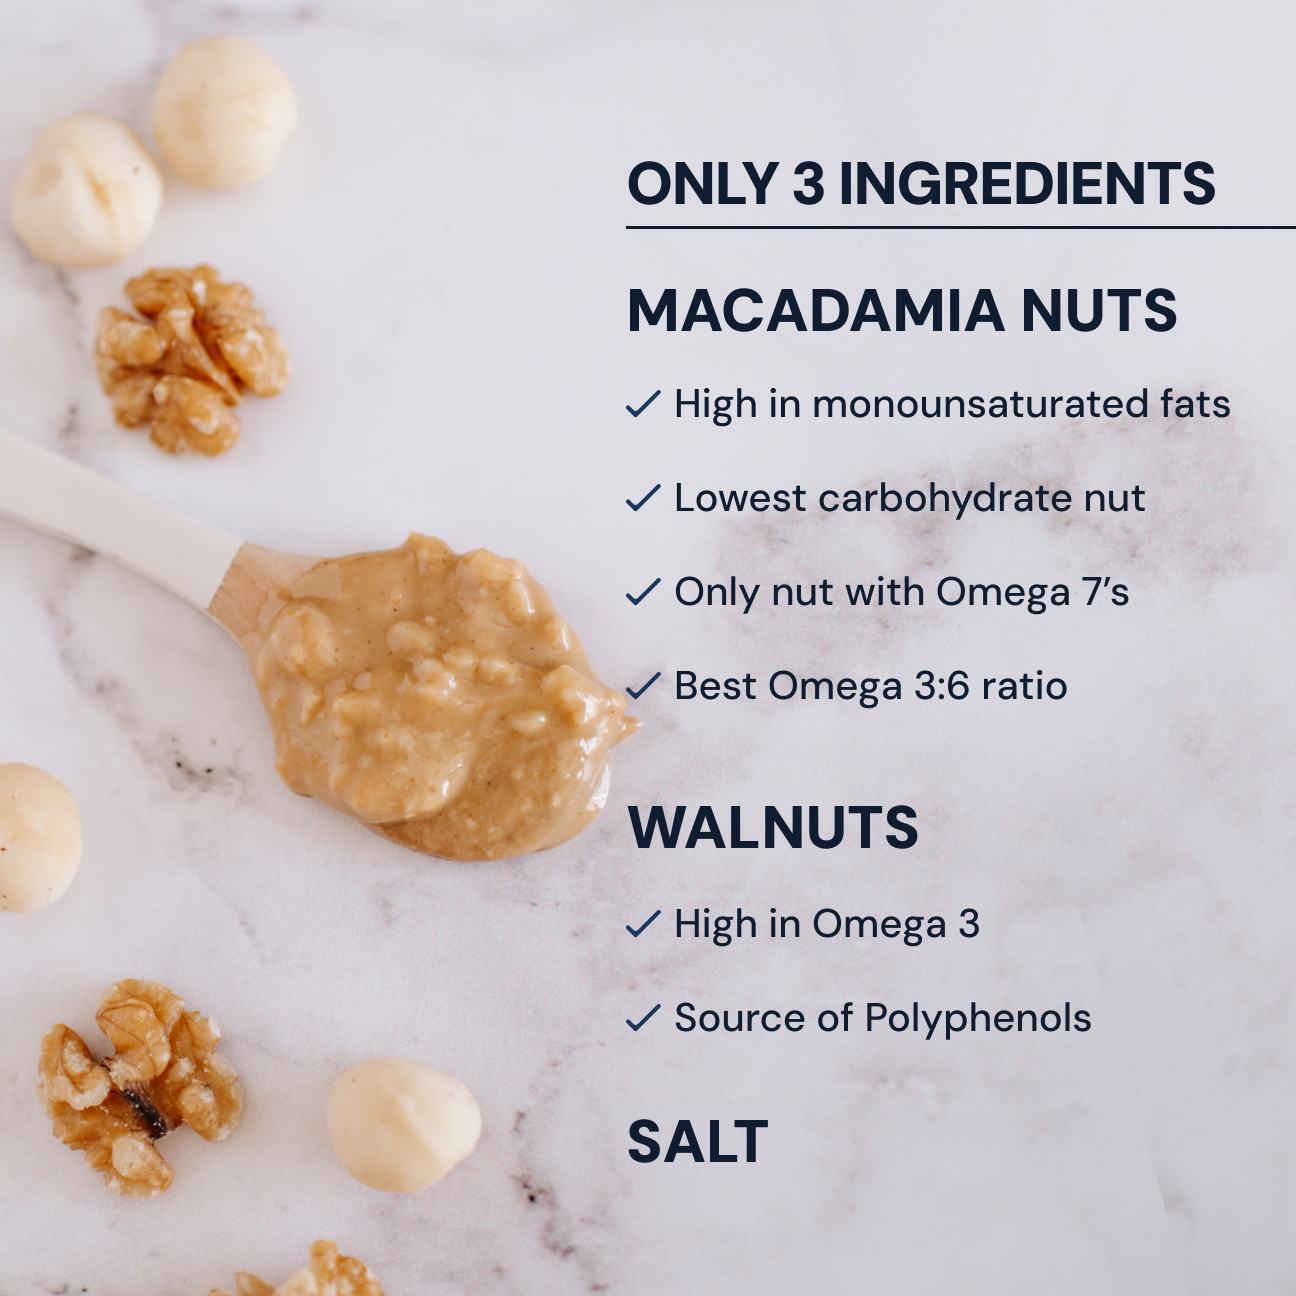 ONLY 3 INGREDIENTS
MACADAMIA NUTS
High in monounsaturated fats
Lowest carbohydrate nut
Only nut with Omega 7’s
Best Omega 3:6 ratio
WALNUTS
High in Omega 3
Source of Polyphenols
SALT